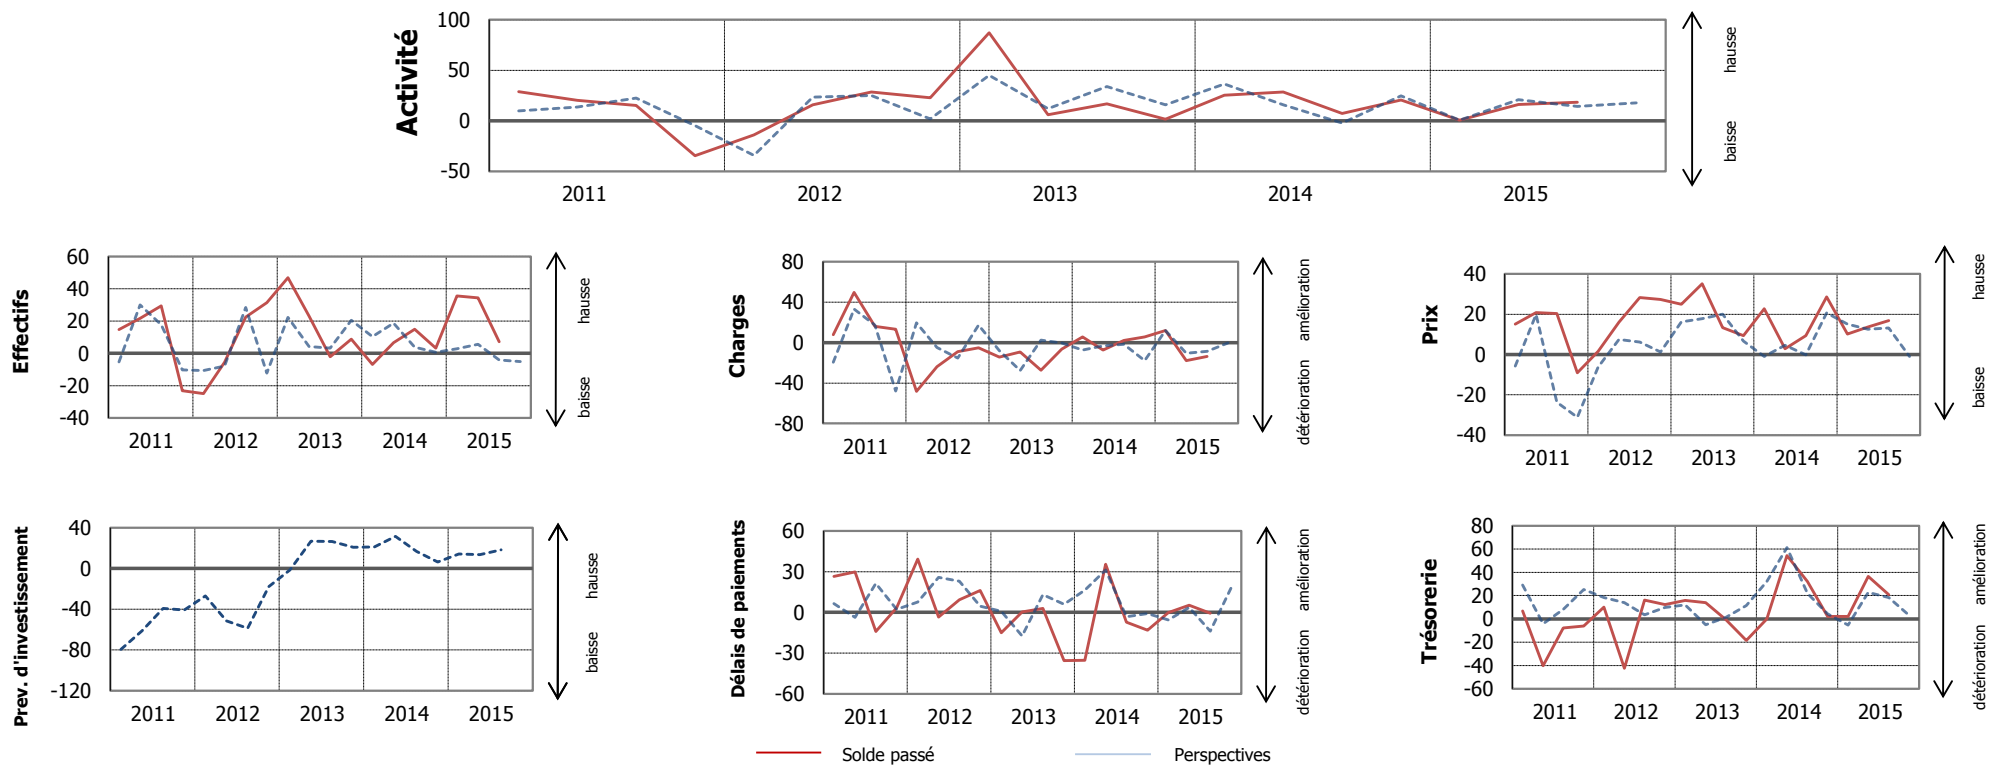 Activité
100
50
0
-50
2011 2012 2013 2014 2015
hausse
baisse
Effectifs
60
40
20
0
-20
-40
2011 2012 2013 2014 2015
hausse
baisse
Charges
80
40
0
-40
-80
2011 2012 2013 2014 2015
amélioration
détérioration
Prix
40
20
0
-20
-40
2011 2012 2013 2014 2015
hausse
baisse
Prev. d'investissement
40
0
-40
-80
-120
2011 2012 2013 2014 2015
hausse
baisse
Délais de paiements
60
30
0
-30
-60
2011 2012 2013 2014 2015
amélioration
détérioration
Trésorerie
80
60
40
20
0
-20
-40
-60
2011 2012 2013 2014 2015
amélioration
détérioration
Solde passé Perspectives